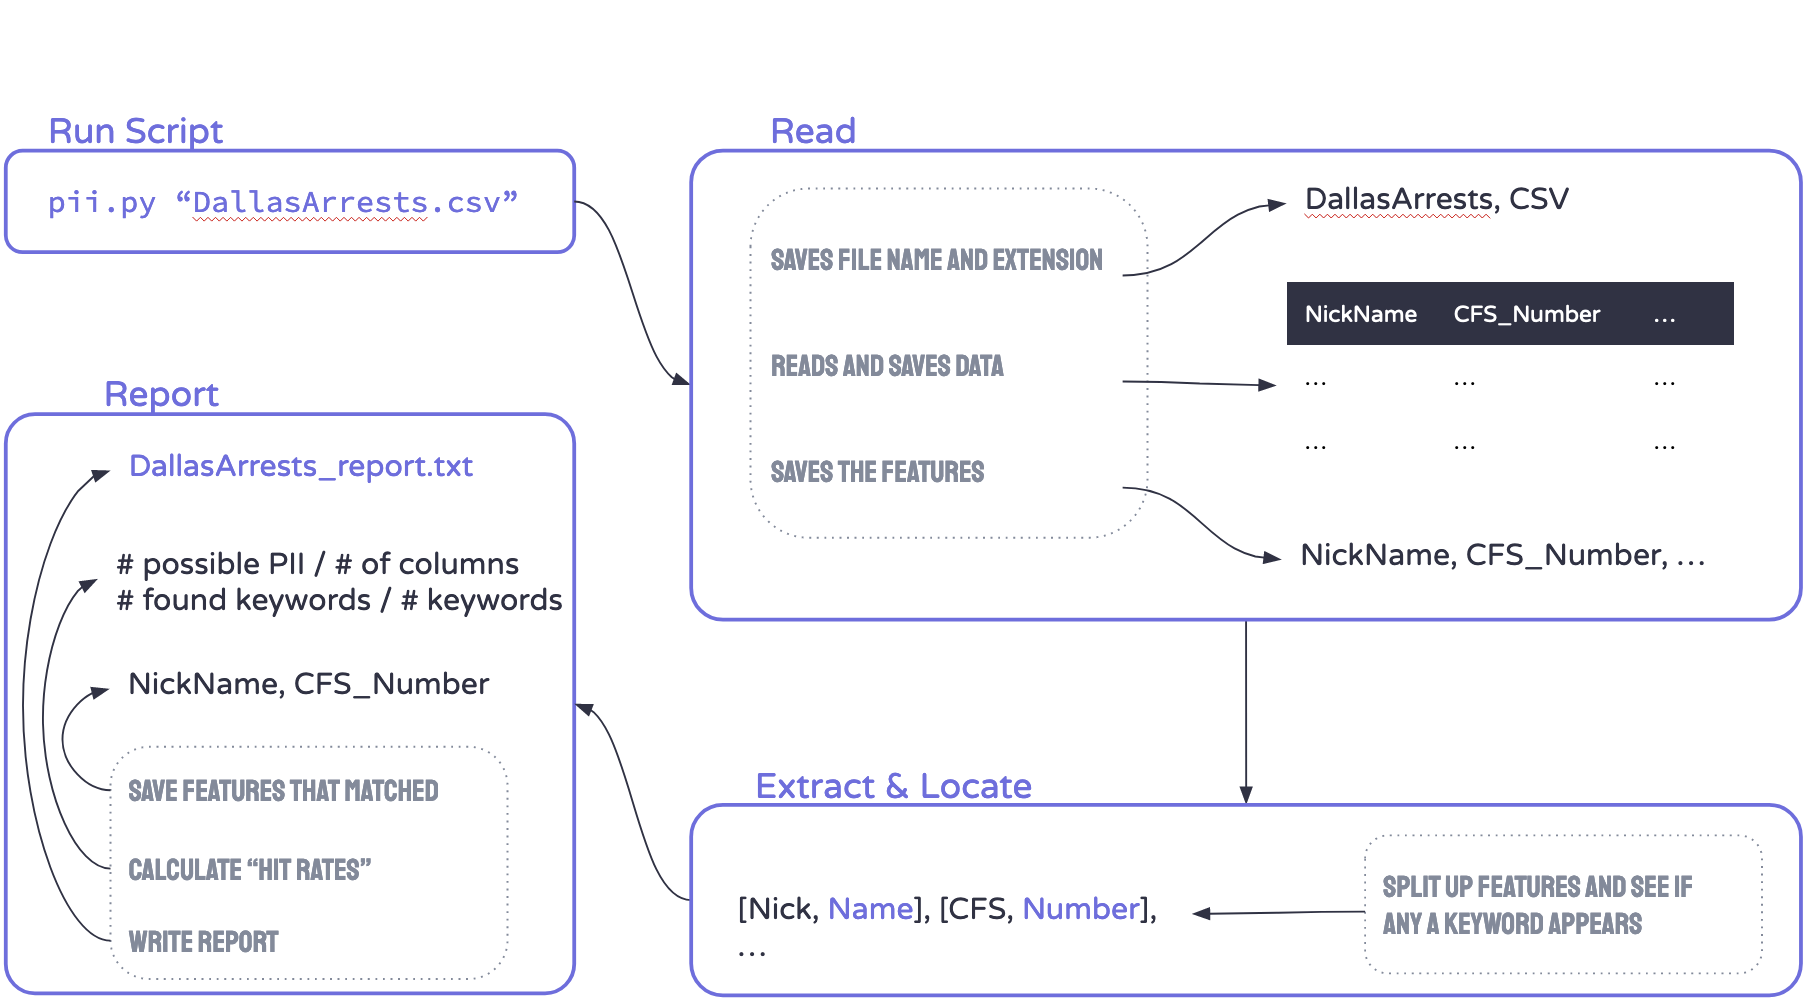 Run Script
pii.py “DallasArrests.csv”
Read
SAVES FILE NAME AND EXTENSION
DallasArrests, CSV
READS AND SAVES DATA
NickName CFS_Number ...
... ... ...
... ... ...
SAVES THE FEATURES
NickName, CFS_Number, ...
Extract & Locate
SPLIT UP FEATURES AND SEE IF
ANY A KEYWORD APPEARS
[Nick, Name], [CFS, Number],
...
Report
DallasArrests_report.txt
# possible PII / # of columns
# found keywords / # keywords
NickName, CFS_Number
SAVE FEATURES THAT MATCHED
CALCULATE “HIT RATES”
WRITE REPORT